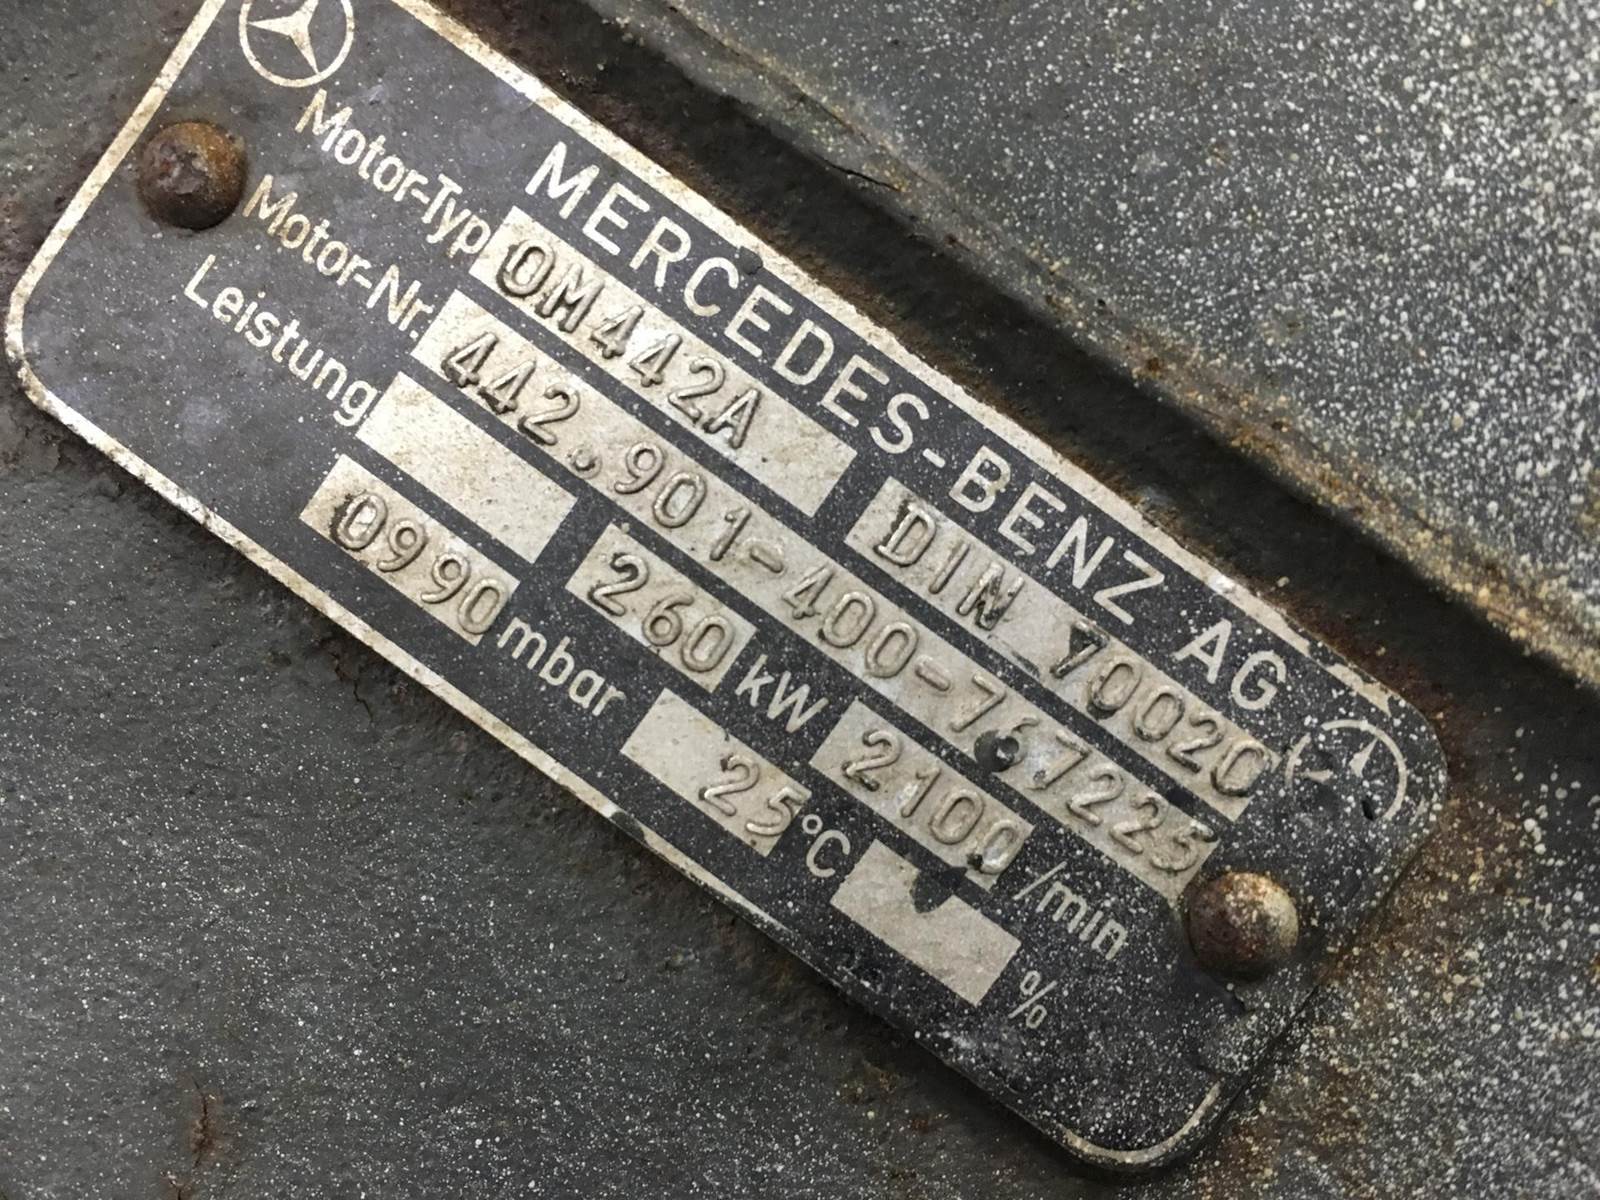 MERCEDES-BENZ AG
Motor-Typ OM442A DIN 70020
Motor-Nr. 442.901-400-767225
Leistung 260 kW 2100 /min
0990 mbar 25 °C %